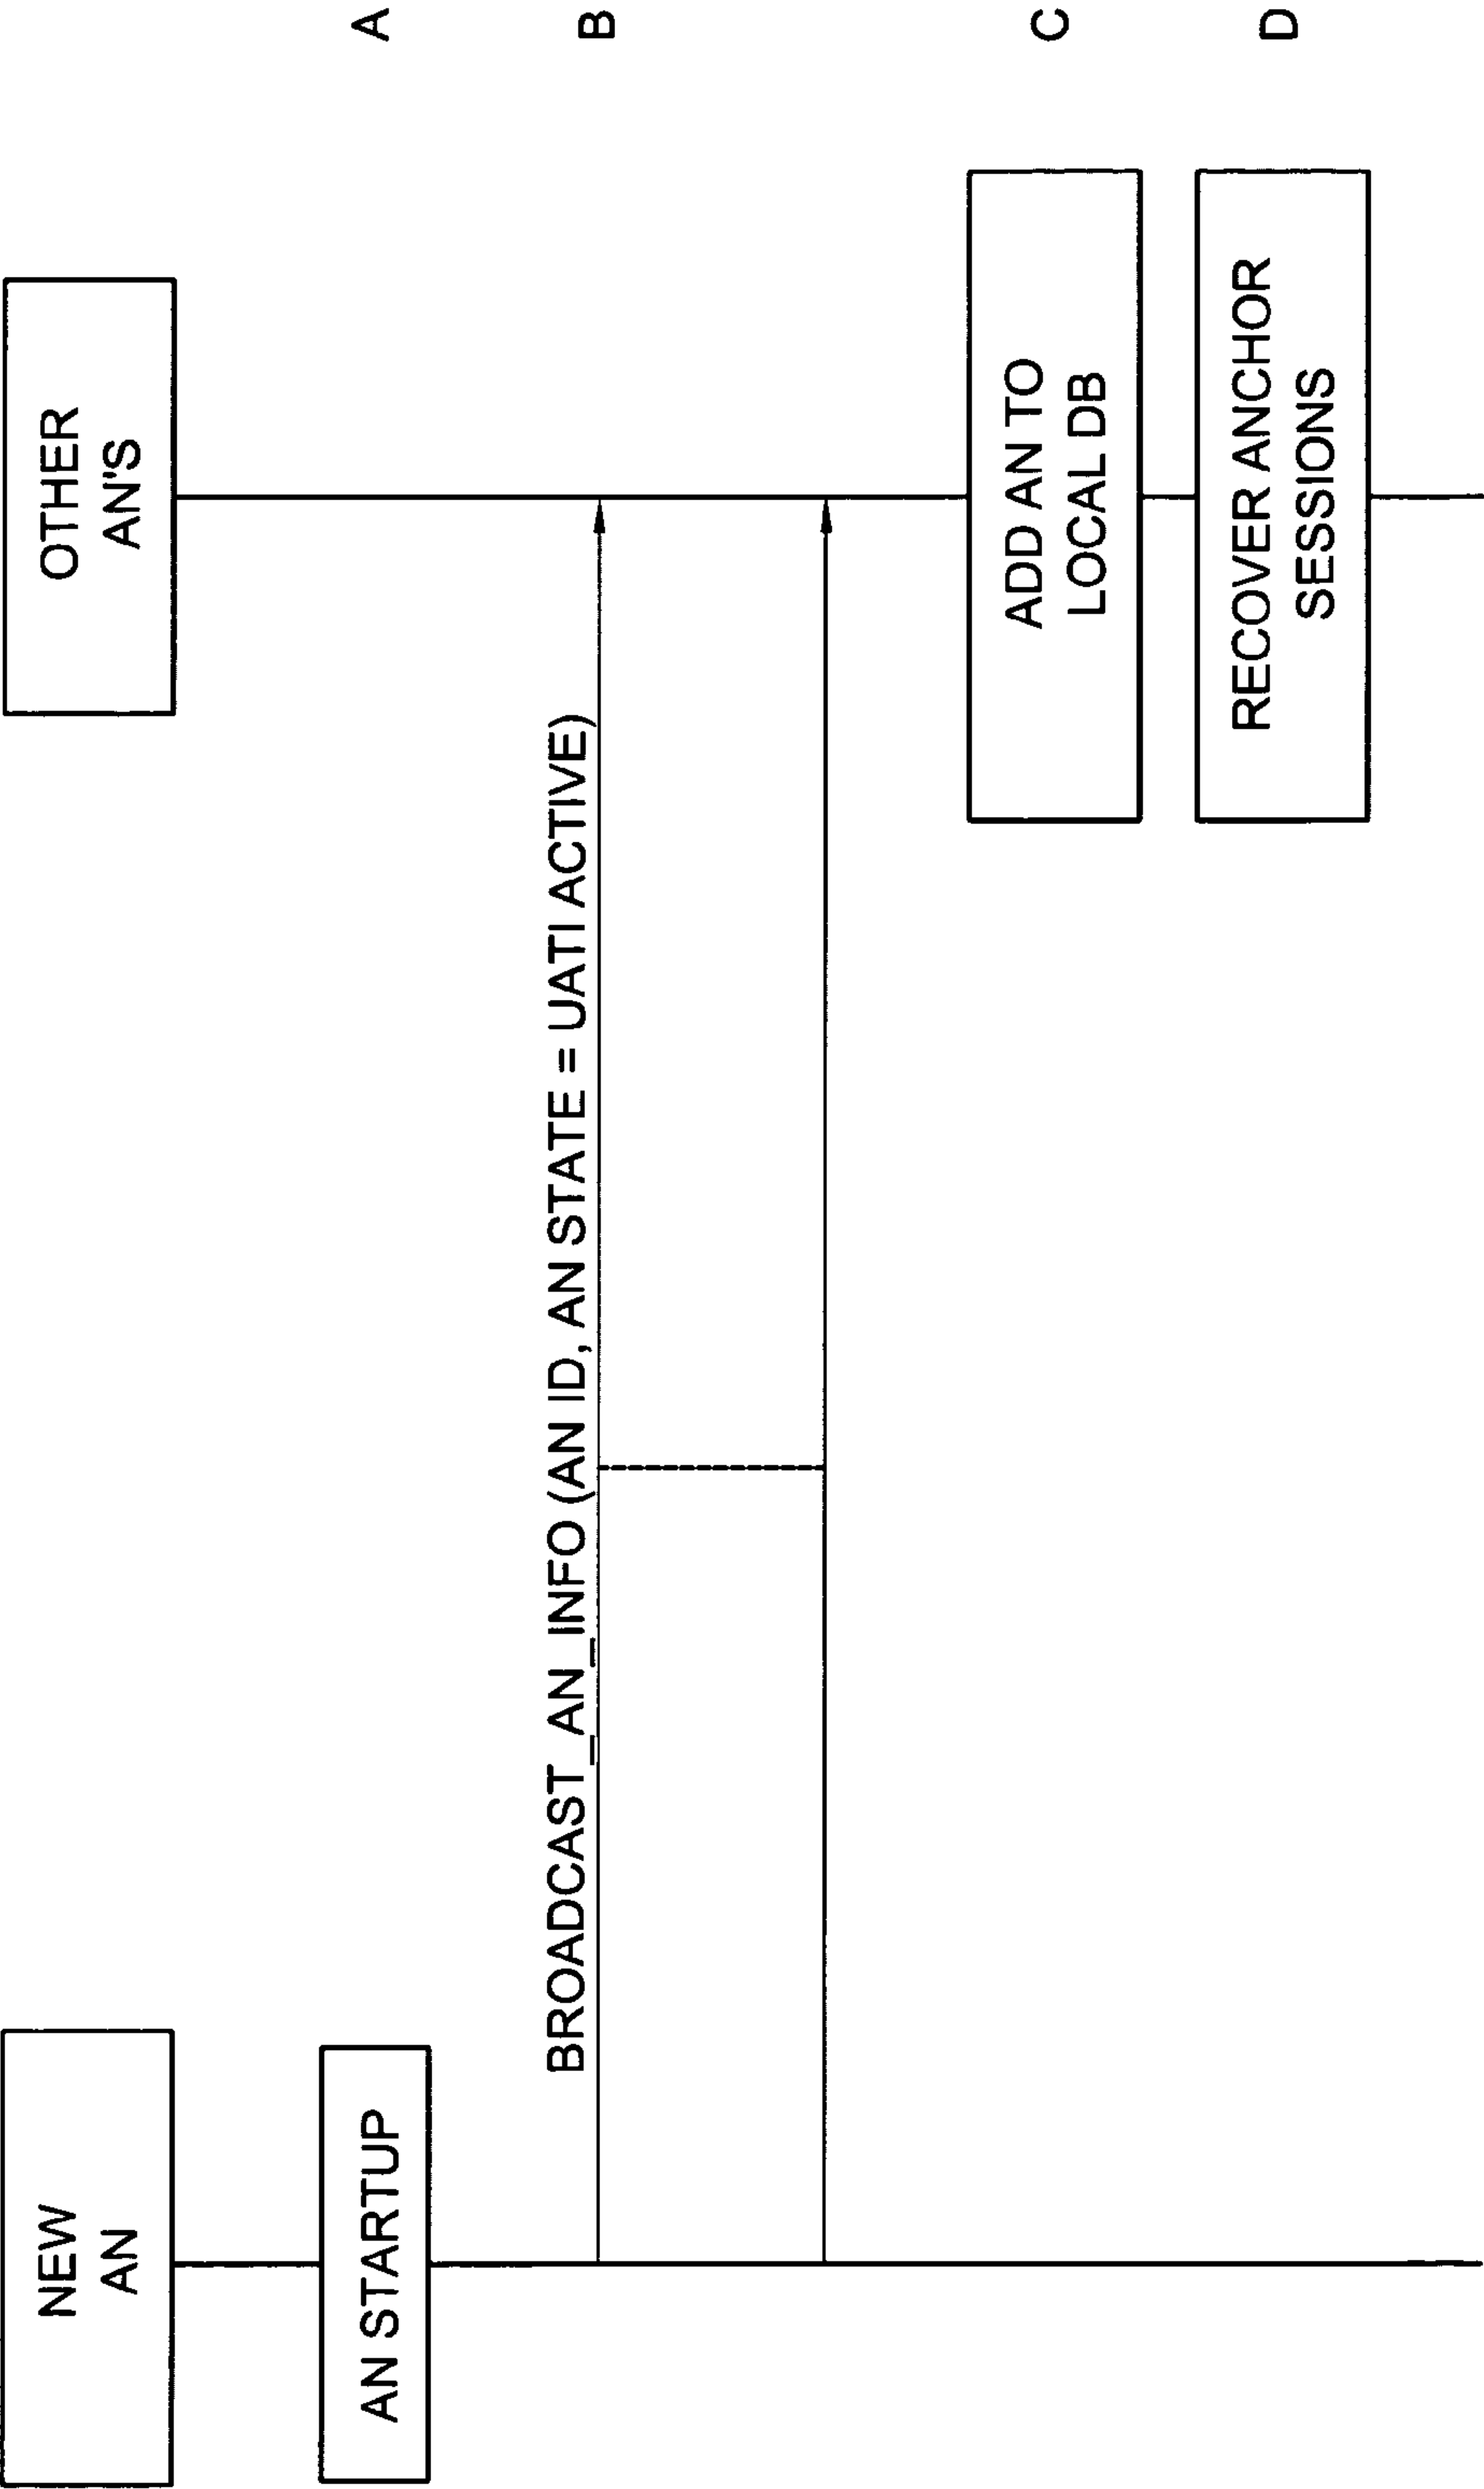 NEW
AN
OTHER
AN'S
AN STARTUP
A
BROADCAST_AN_INFO (AN ID, AN STATE = UATI ACTIVE)
B
ADD AN TO
LOCAL DB
C
RECOVER ANCHOR
SESSIONS
D